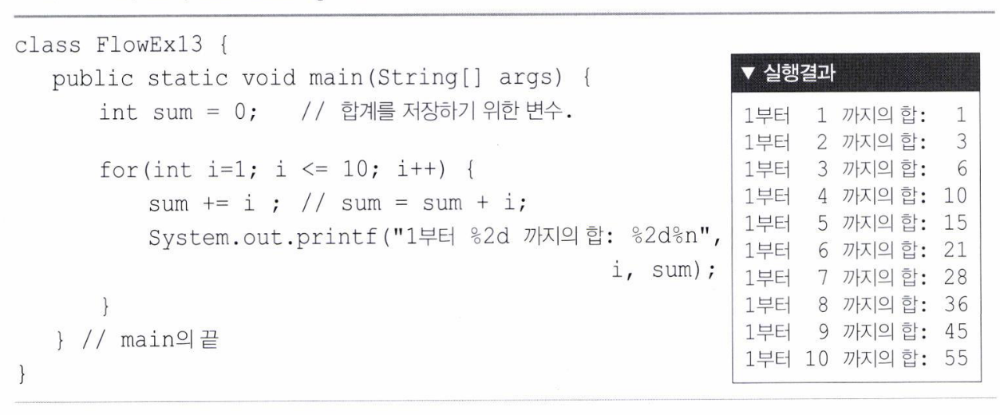 class FlowEx13 {
public static void main(String[] args) {
int sum = 0; // 합계를 저장하기 위한 변수.
for(int i=1; i <= 10; i++) {
sum += i ; // sum = sum + i;
System.out.printf("1부터 %2d 까지의 합: %2d%n",
i, sum);
}
} // main의 끝
}
▼ 실행결과
1부터  1 까지의 합:  1
1부터  2 까지의 합:  3
1부터  3 까지의 합:  6
1부터  4 까지의 합: 10
1부터  5 까지의 합: 15
1부터  6 까지의 합: 21
1부터  7 까지의 합: 28
1부터  8 까지의 합: 36
1부터  9 까지의 합: 45
1부터 10 까지의 합: 55